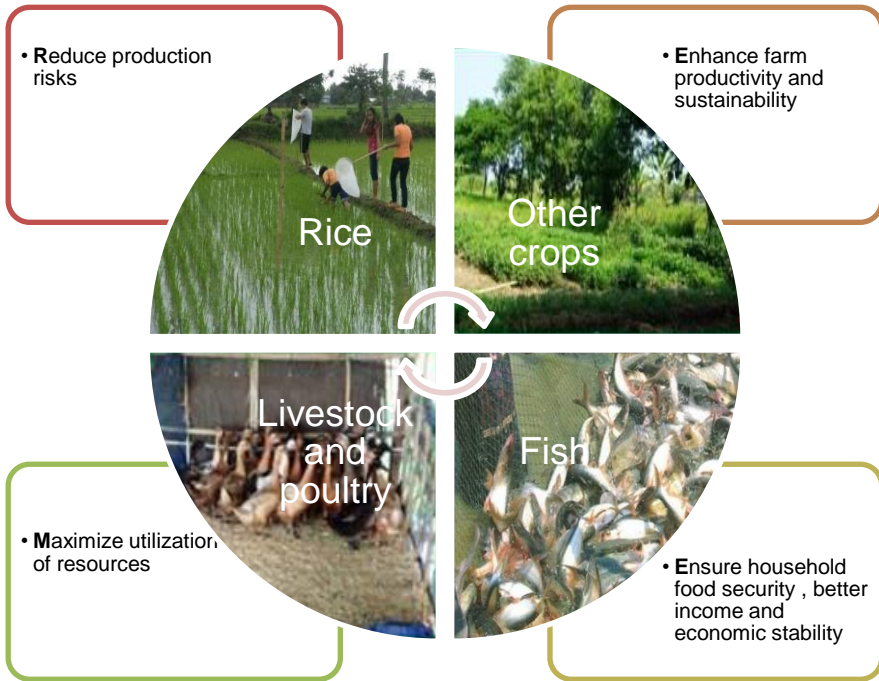 • Reduce production
risks
• Enhance farm
productivity and
sustainability
Rice
Other
crops
Livestock
and
poultry
Fish
• Maximize utilization
of resources
• Ensure household
food security , better
income and
economic stability